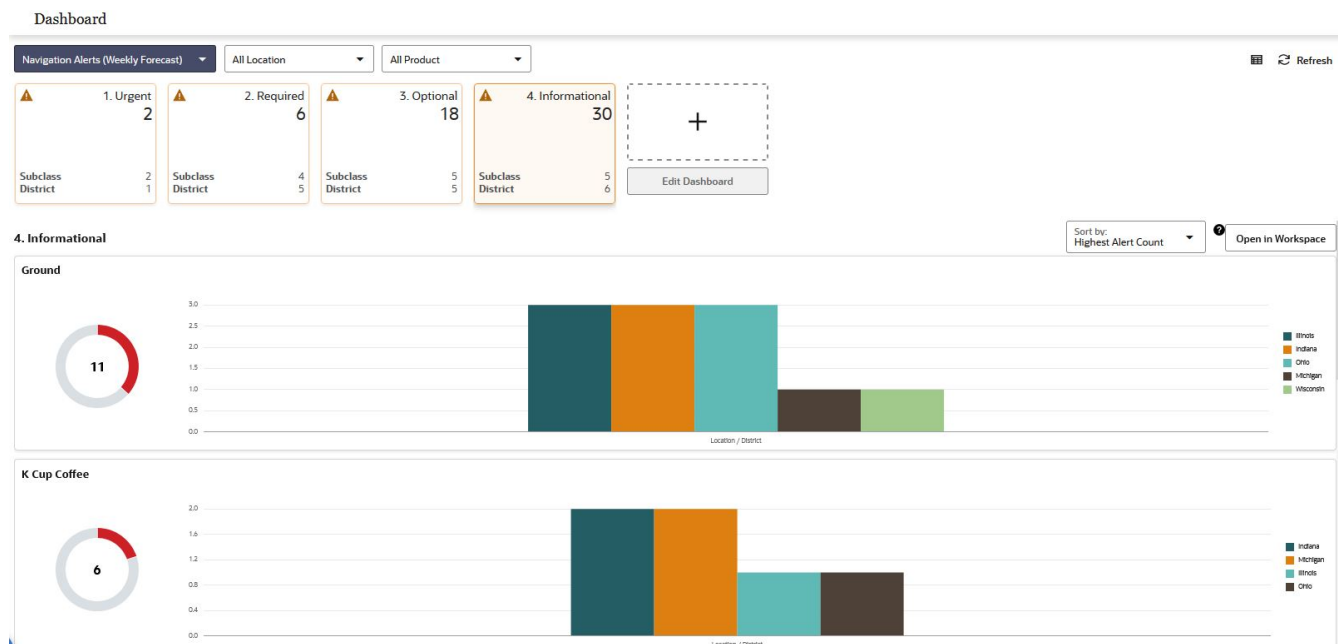 Dashboard
Navigation Alerts (Weekly Forecast)
All Location
All Product
Refresh
1. Urgent
2
Subclass 2
District 1
2. Required
6
Subclass 4
District 5
3. Optional
18
Subclass 5
District 5
4. Informational
30
Subclass 5
District 6
+
Edit Dashboard
4. Informational
Sort by:
Highest Alert Count
?
Open in Workspace
Ground
11
3.0
2.5
2.0
1.5
1.0
0.5
0.0
Location / District
Illinois
Indiana
Ohio
Michigan
Wisconsin
K Cup Coffee
6
2.0
1.6
1.2
0.8
0.4
0.0
Location / District
Indiana
Michigan
Illinois
Ohio